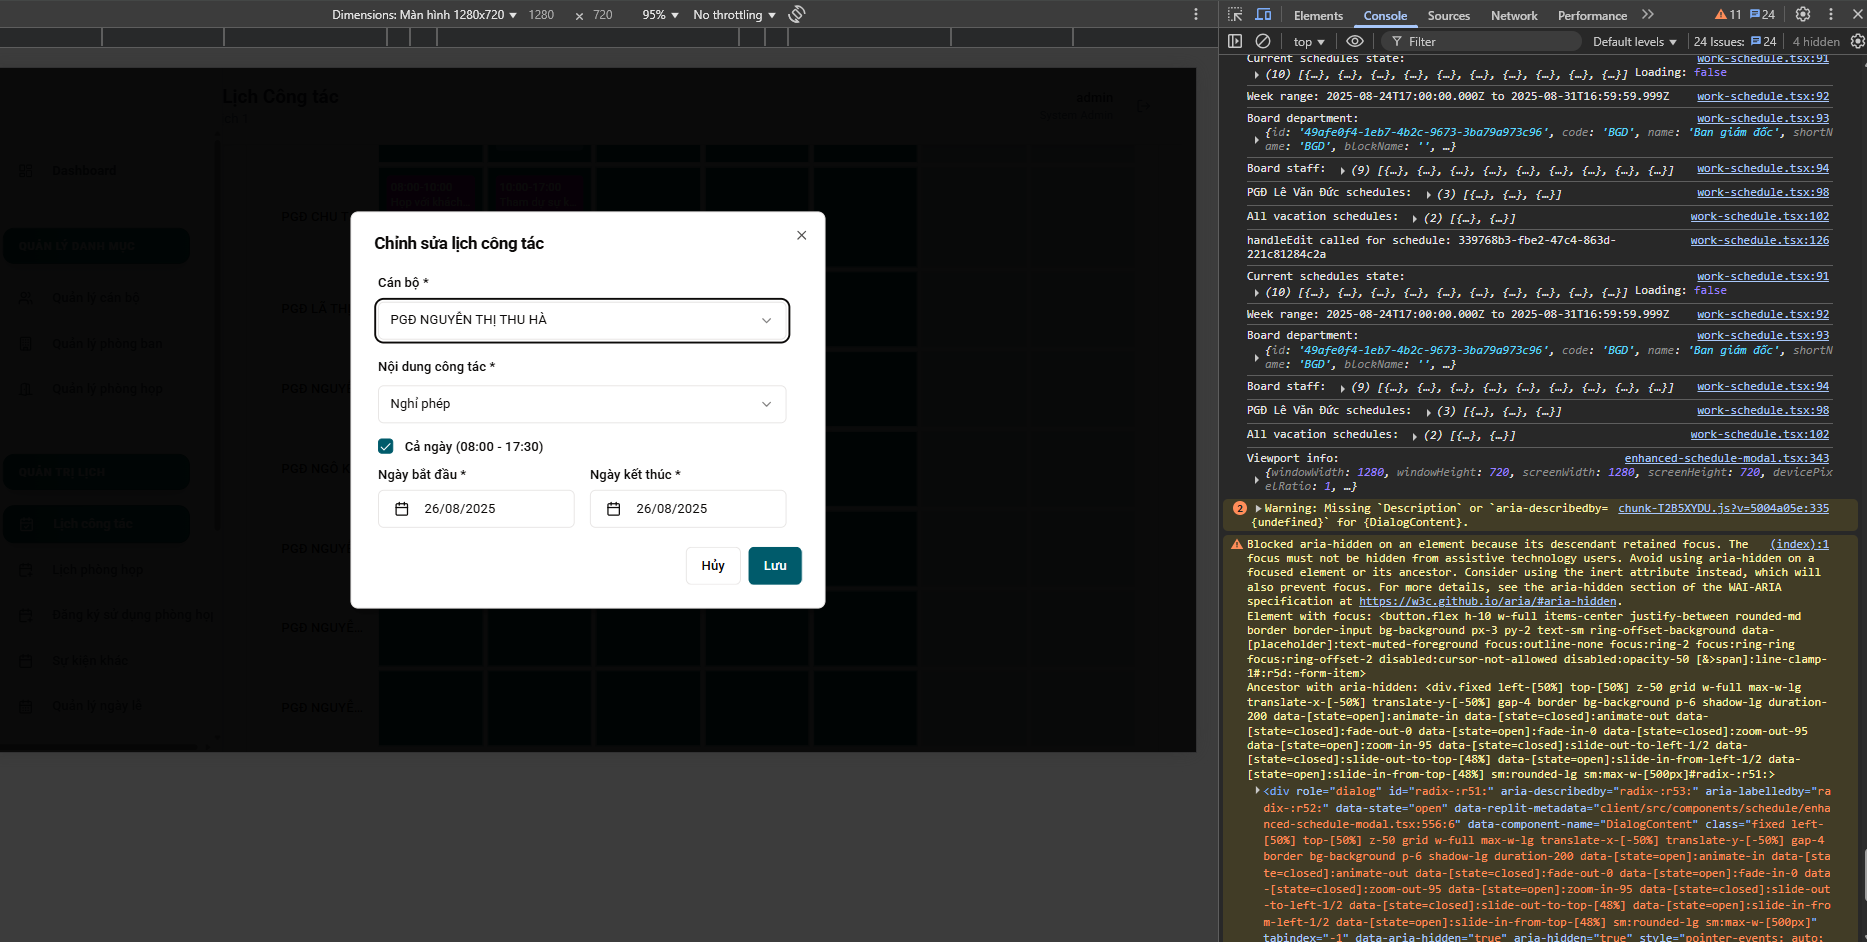 Dimensions: Màn hình 1280x720 1280 × 720 95% No throttling
Elements Console Sources Network Performance 11 24
top Filter Default levels 24 Issues: 24 4 hidden
Lịch Công tác
admin
Dashboard
QUẢN LÝ DANH MỤC
Quản lý cán bộ
Quản lý phòng ban
Quản lý phòng họp
QUẢN TRỊ LỊCH
Lịch công tác
Lịch phòng họp
Đăng ký sử dụng phòng họp
Sự kiện khác
Quản lý ngày lễ
08:00-10:00
Họp với khách...
10:00-17:30
Tham dự sự k...
PGĐ CHU T
PGĐ LÃ TH
PGĐ NGUYỄ
PGĐ NGÔ K
PGĐ NGUYỄ
PGĐ NGUYỄ...
PGĐ NGUYỄ...
Chỉnh sửa lịch công tác
Cán bộ *
PGĐ NGUYỄN THỊ THU HÀ
Nội dung công tác *
Nghỉ phép
Cả ngày (08:00 - 17:30)
Ngày bắt đầu * Ngày kết thúc *
26/08/2025 26/08/2025
Hủy Lưu
Current schedules state: work-schedule.tsx:91
(10) [{…}, {…}, {…}, {…}, {…}, {…}, {…}, {…}, {…}, {…}] Loading: false
Week range: 2025-08-24T17:00:00.000Z to 2025-08-31T16:59:59.999Z work-schedule.tsx:92
Board department: work-schedule.tsx:93
{id: '49afe0f4-1eb7-4b2c-9673-3ba79a973c96', code: 'BGD', name: 'Ban giám đốc', shortN
ame: 'BGD', blockName: '', …}
Board staff: (9) [{…}, {…}, {…}, {…}, {…}, {…}, {…}, {…}, {…}] work-schedule.tsx:94
PGĐ Lê Văn Đức schedules: (3) [{…}, {…}, {…}] work-schedule.tsx:98
All vacation schedules: (2) [{…}, {…}] work-schedule.tsx:102
handleEdit called for schedule: 339768b3-fbe2-47c4-863d- work-schedule.tsx:126
221c81284c2a
Current schedules state: work-schedule.tsx:91
(10) [{…}, {…}, {…}, {…}, {…}, {…}, {…}, {…}, {…}, {…}] Loading: false
Week range: 2025-08-24T17:00:00.000Z to 2025-08-31T16:59:59.999Z work-schedule.tsx:92
Board department: work-schedule.tsx:93
{id: '49afe0f4-1eb7-4b2c-9673-3ba79a973c96', code: 'BGD', name: 'Ban giám đốc', shortN
ame: 'BGD', blockName: '', …}
Board staff: (9) [{…}, {…}, {…}, {…}, {…}, {…}, {…}, {…}, {…}] work-schedule.tsx:94
PGĐ Lê Văn Đức schedules: (3) [{…}, {…}, {…}] work-schedule.tsx:98
All vacation schedules: (2) [{…}, {…}] work-schedule.tsx:102
Viewport info: enhanced-schedule-modal.tsx:343
{windowWidth: 1280, windowHeight: 720, screenWidth: 1280, screenHeight: 720, devicePix
elRatio: 1, …}
2 Warning: Missing `Description` or `aria-describedby= chunk-T2B5XYDU.js?v=5004a05e:335
{undefined}` for {DialogContent}.
Blocked aria-hidden on an element because its descendant retained focus. The (index):1
focus must not be hidden from assistive technology users. Avoid using aria-hidden on a
focused element or its ancestor. Consider using the inert attribute instead, which will
also prevent focus. For more details, see the aria-hidden section of the WAI-ARIA
specification at https://w3c.github.io/aria/#aria-hidden.
Element with focus: <button.flex h-10 w-full items-center justify-between rounded-md
border border-input bg-background px-3 py-2 text-sm ring-offset-background data-
[placeholder]:text-muted-foreground focus:outline-none focus:ring-2 focus:ring-ring
focus:ring-offset-2 disabled:cursor-not-allowed disabled:opacity-50 [&>span]:line-clamp-
1#:r5d:-form-item>
Ancestor with aria-hidden: <div.fixed left-[50%] top-[50%] z-50 grid w-full max-w-lg
translate-x-[-50%] translate-y-[-50%] gap-4 border bg-background p-6 shadow-lg duration-
200 data-[state=open]:animate-in data-[state=closed]:animate-out data-
[state=closed]:fade-out-0 data-[state=open]:fade-in-0 data-[state=closed]:zoom-out-95
data-[state=open]:zoom-in-95 data-[state=closed]:slide-out-to-left-1/2 data-
[state=closed]:slide-out-to-top-[48%] data-[state=open]:slide-in-from-left-1/2 data-
[state=open]:slide-in-from-top-[48%] sm:rounded-lg sm:max-w-[500px]#radix-:r51:>
<div role="dialog" id="radix-:r51:" aria-describedby="radix-:r53:" aria-labelledby="ra
dix-:r52:" data-state="open" data-replit-metadata="client/src/components/schedule/enha
nced-schedule-modal.tsx:556:6" data-component-name="DialogContent" class="fixed left-
[50%] top-[50%] z-50 grid w-full max-w-lg translate-x-[-50%] translate-y-[-50%] gap-4
border bg-background p-6 shadow-lg duration-200 data-[state=open]:animate-in data-[sta
te=closed]:animate-out data-[state=closed]:fade-out-0 data-[state=open]:fade-in-0 data
-[state=closed]:zoom-out-95 data-[state=open]:zoom-in-95 data-[state=closed]:slide-out
-to-left-1/2 data-[state=closed]:slide-out-to-top-[48%] data-[state=open]:slide-in-fro
m-left-1/2 data-[state=open]:slide-in-from-top-[48%] sm:rounded-lg sm:max-w-[500px]"
tabindex="-1" data-aria-hidden="true" aria-hidden="true" style="pointer-events: auto;